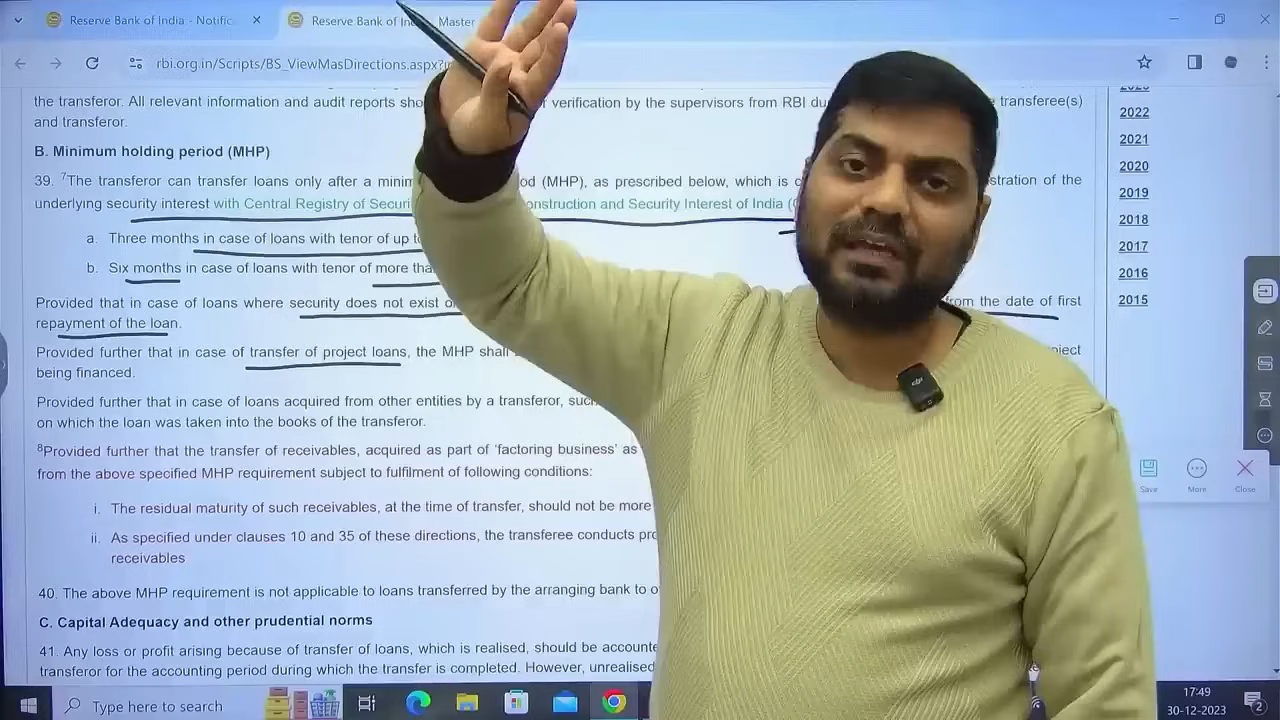 Reserve Bank of India - Notific
Reserve Bank of In Master
rbi.org.in/Scripts/BS_ViewMasDirections.aspx?
the transferor. All relevant information and audit reports sho verification by the supervisors from RBI du transferee(s)
and transferor.
B. Minimum holding period (MHP)
39. 7The transferor can transfer loans only after a minim od (MHP), as prescribed below, which is stration of the
underlying security interest with Central Registry of Securi onstruction and Security Interest of India (
a. Three months in case of loans with tenor of up t
b. Six months in case of loans with tenor of more tha
Provided that in case of loans where security does not exist o from the date of first
repayment of the loan.
Provided further that in case of transfer of project loans, the MHP shall oject
being financed.
Provided further that in case of loans acquired from other entities by a transferor, suc
on which the loan was taken into the books of the transferor.
8Provided further that the transfer of receivables, acquired as part of ‘factoring business’ as
from the above specified MHP requirement subject to fulfilment of following conditions:
i. The residual maturity of such receivables, at the time of transfer, should not be more
ii. As specified under clauses 10 and 35 of these directions, the transferee conducts pro
receivables
40. The above MHP requirement is not applicable to loans transferred by the arranging bank to o
C. Capital Adequacy and other prudential norms
41. Any loss or profit arising because of transfer of loans, which is realised, should be accounte
transferor for the accounting period during which the transfer is completed. However, unrealised
2022
2021
2020
2019
2018
2017
2016
2015
Save More Close
dji
Type here to search
17:49
30-12-2023
2